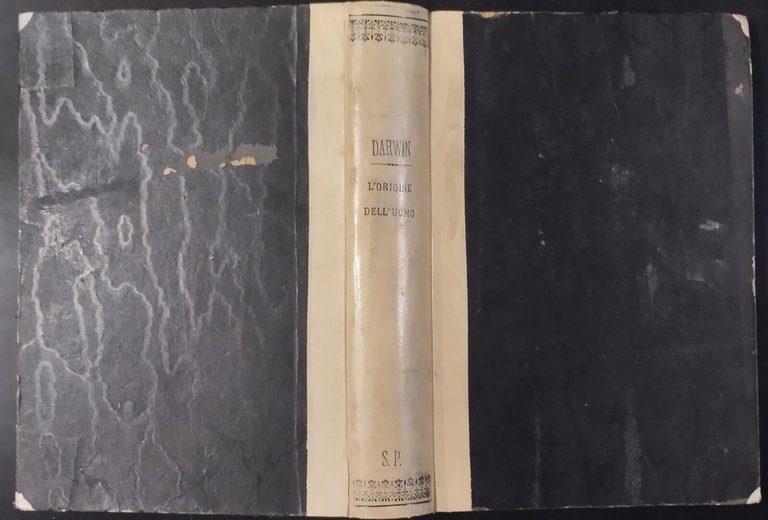 DARWIN
L'ORIGINE
DELL'UOMO
S. P.